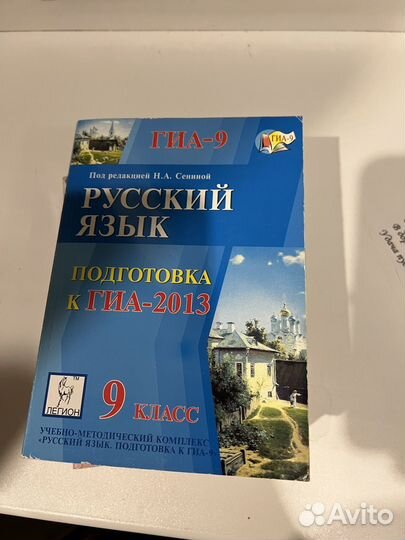 ГИА-9
ГИА-9
Под редакцией Н.А. Сениной
РУССКИЙ
ЯЗЫК
ПОДГОТОВКА
К ГИА-2013
9 КЛАСС
TM
ЛЕГИОН
УЧЕБНО-МЕТОДИЧЕСКИЙ КОМПЛЕКС
«РУССКИЙ ЯЗЫК. ПОДГОТОВКА К ГИА-9
Avito